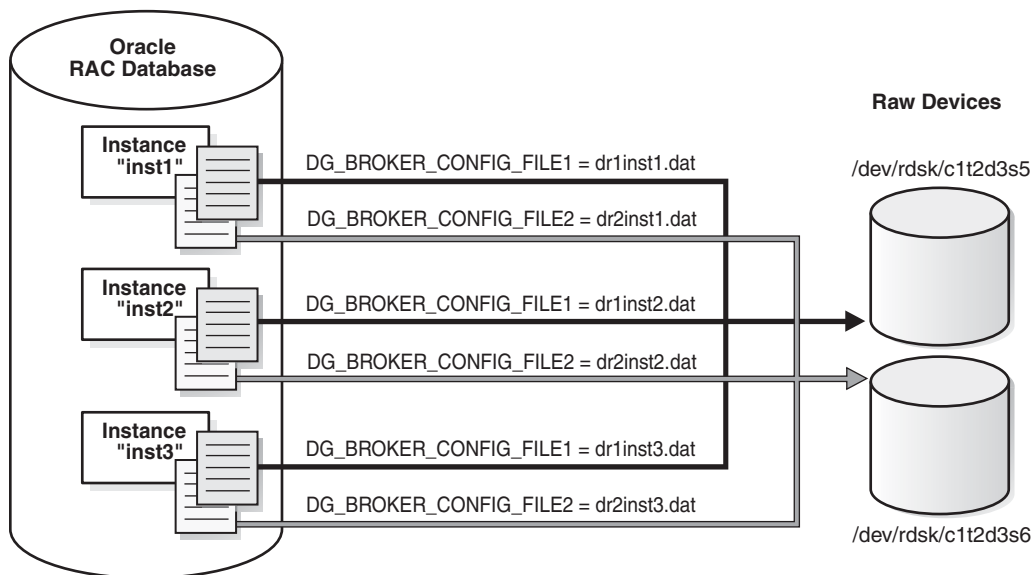 Oracle
RAC Database
Raw Devices
Instance
"inst1"
DG_BROKER_CONFIG_FILE1 = dr1inst1.dat
/dev/rdsk/c1t2d3s5
DG_BROKER_CONFIG_FILE2 = dr2inst1.dat
Instance
"inst2"
DG_BROKER_CONFIG_FILE1 = dr1inst2.dat
DG_BROKER_CONFIG_FILE2 = dr2inst2.dat
Instance
"inst3"
DG_BROKER_CONFIG_FILE1 = dr1inst3.dat
DG_BROKER_CONFIG_FILE2 = dr2inst3.dat
/dev/rdsk/c1t2d3s6